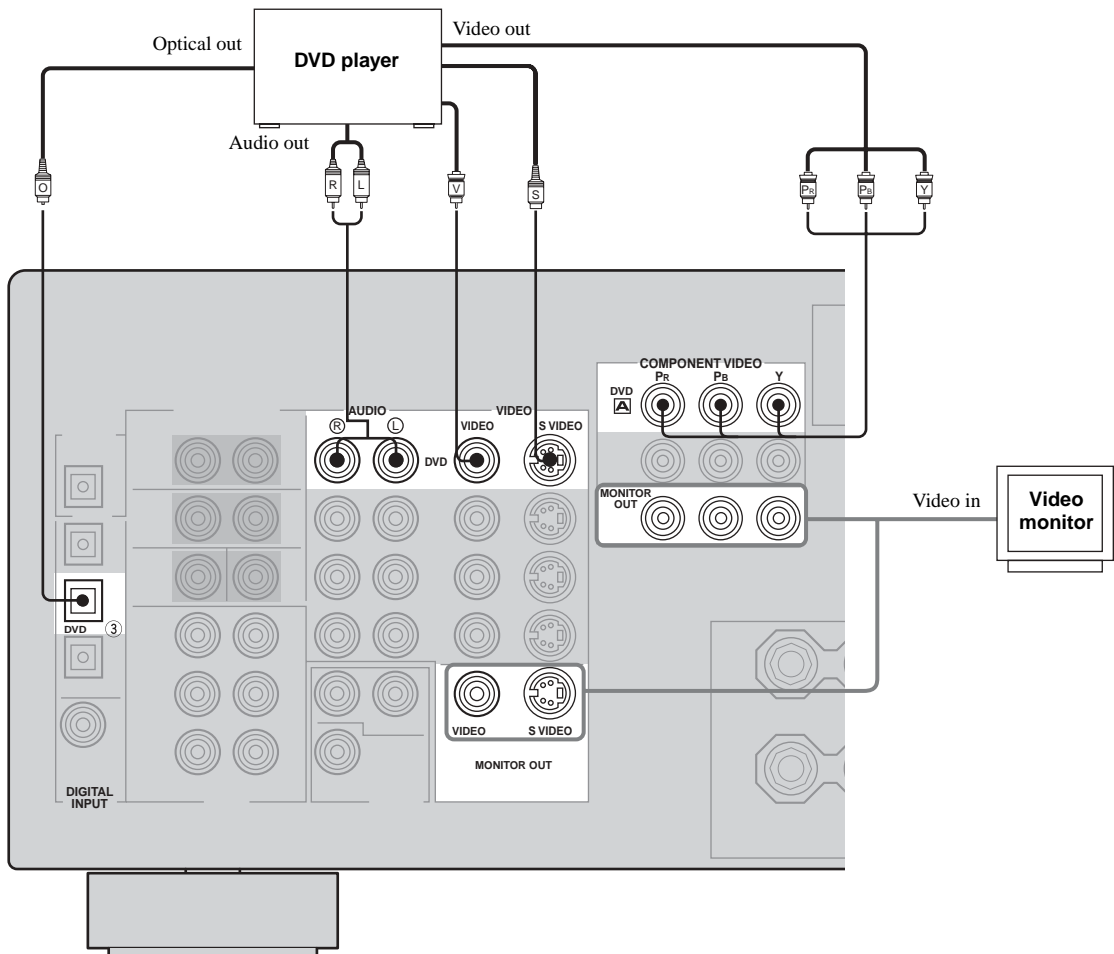 Optical out
DVD player
Video out
Audio out
O
R
L
V
S
PR
PB
Y
COMPONENT VIDEO
PR
PB
Y
DVD
A
AUDIO
VIDEO
R
L
VIDEO
S VIDEO
DVD
MONITOR
OUT
Video in
Video
monitor
DVD
3
VIDEO
S VIDEO
MONITOR OUT
DIGITAL
INPUT